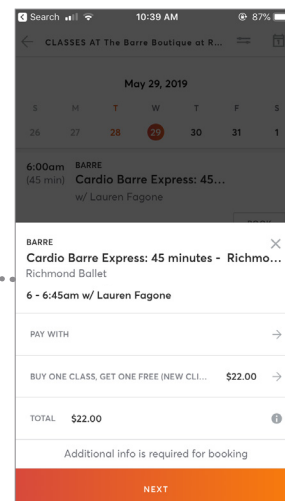 Search 10:39 AM 87%
CLASSES AT The Barre Boutique at R...
May 29, 2019
S M T W T F S
26 27 28 29 30 31 1
6:00am BARRE
(45 min) Cardio Barre Express: 45...
w/ Lauren Fagone
BARRE
Cardio Barre Express: 45 minutes - Richmo...
Richmond Ballet
6 - 6:45am w/ Lauren Fagone
PAY WITH
BUY ONE CLASS, GET ONE FREE (NEW CLI... $22.00
TOTAL $22.00
Additional info is required for booking
NEXT